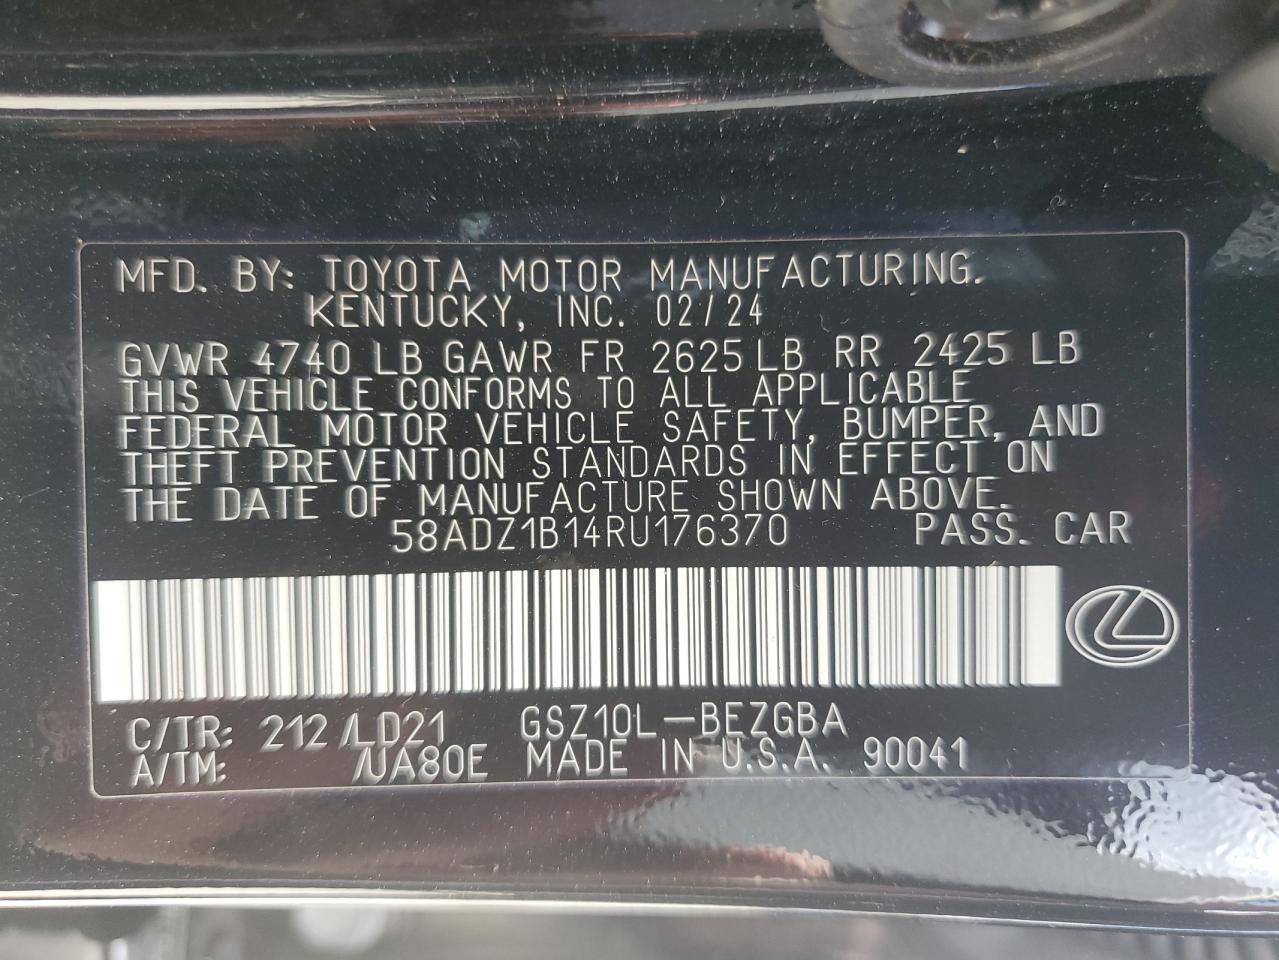 MFD. BY: TOYOTA MOTOR MANUFACTURING.
KENTUCKY, INC. 02/24
GVWR 4740 LB GAWR FR 2625 LB RR 2425 LB
THIS VEHICLE CONFORMS TO ALL APPLICABLE
FEDERAL MOTOR VEHICLE SAFETY, BUMPER, AND
THEFT PREVENTION STANDARDS IN EFFECT ON
THE DATE OF MANUFACTURE SHOWN ABOVE.
58ADZ1B14RU176370 PASS. CAR
C/TR: 212 /LD21 GSZ10L-BEZGBA
A/TM: /UA80E MADE IN U.S.A. 90041